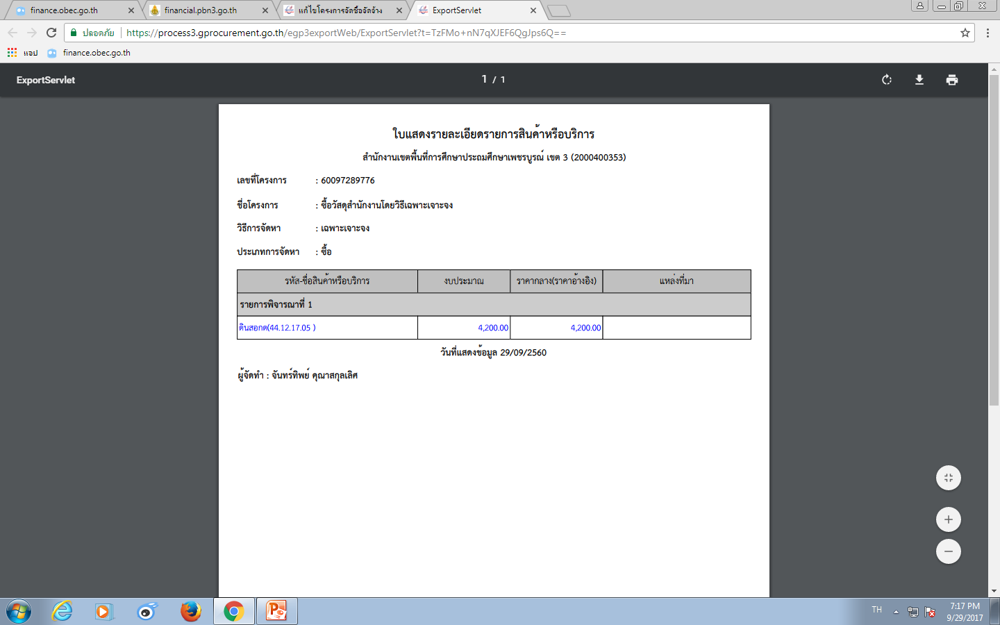 finance.obec.go.th
financial.pbn3.go.th
แก้ไขโครงการจัดซื้อจัดจ้าง
ExportServlet
ปลอดภัย
https://process3.gprocurement.go.th/egp3exportWeb/ExportServlet?t=TzFMo+nN7qXJEF6QgJps6Q==
แอป
finance.obec.go.th
ExportServlet
1 / 1
ใบแสดงรายละเอียดรายการสินค้าหรือบริการ
สำนักงานเขตพื้นที่การศึกษาประถมศึกษาเพชรบูรณ์ เขต 3 (2000400353)
เลขที่โครงการ : 60097289776
ชื่อโครงการ : ซื้อวัสดุสำนักงานโดยวิธีเฉพาะเจาะจง
วิธีการจัดหา : เฉพาะเจาะจง
ประเภทการจัดหา : ซื้อ
รหัส-ชื่อสินค้าหรือบริการ งบประมาณ ราคากลาง(ราคาอ้างอิง) แหล่งที่มา
รายการพิจารณาที่ 1
ดินสอกด(44.12.17.05 ) 4,200.00 4,200.00
วันที่แสดงข้อมูล 29/09/2560
ผู้จัดทำ : จันทร์ทิพย์ คุณาสกุลเลิศ
TH
7:17 PM
9/29/2017